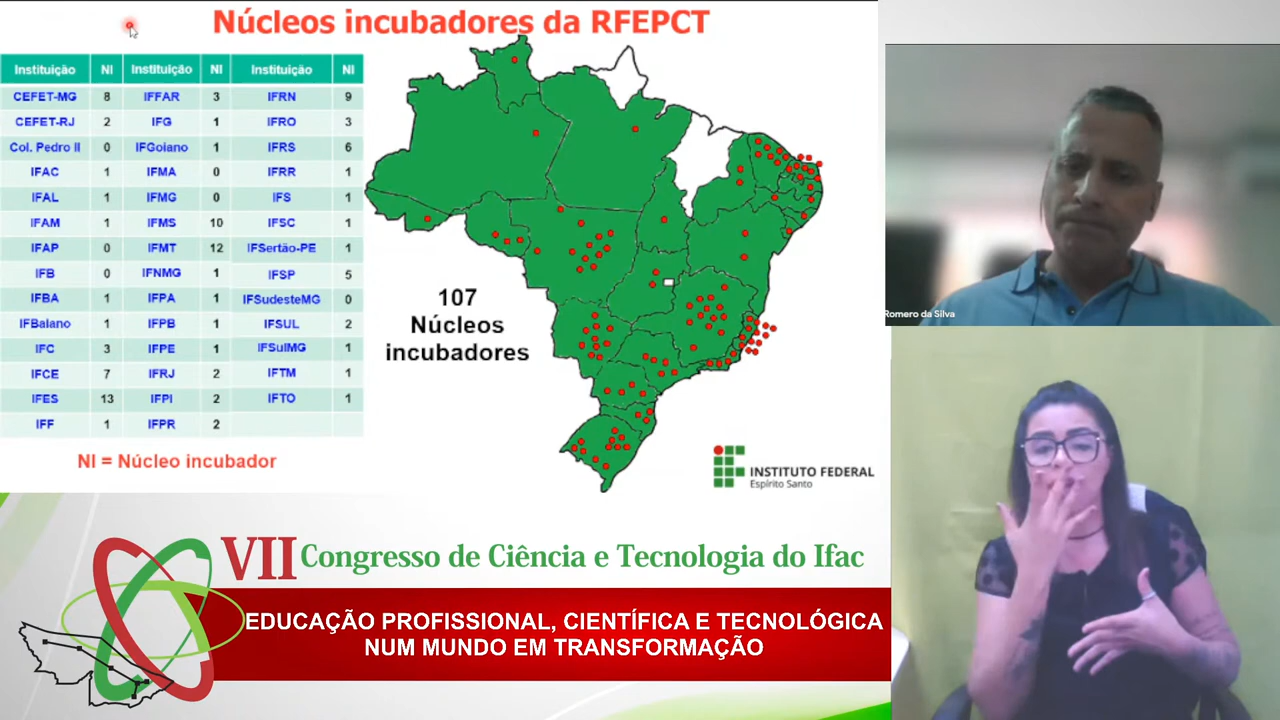 Núcleos incubadores da RFEPCT
Instituição NI Instituição NI Instituição NI
CEFET-MG 8 IFFAR 3 IFRN 9
CEFET-RJ 2 IFG 1 IFRO 3
Col. Pedro II 0 IFGoiano 1 IFRS 6
IFAC 1 IFMA 0 IFRR 1
IFAL 1 IFMG 0 IFS 1
IFAM 1 IFMS 10 IFSC 1
IFAP 0 IFMT 12 IFSertão-PE 1
IFB 0 IFNMG 1 IFSP 5
IFBA 1 IFPA 1 IFSudesteMG 0
IFBaiano 1 IFPB 1 IFSUL 2
IFC 3 IFPE 1 IFSulMG 1
IFCE 7 IFRJ 2 IFTM 1
IFES 13 IFPI 2 IFTO 1
IFF 1 IFPR 2
NI = Núcleo incubador
107
Núcleos
incubadores
INSTITUTO FEDERAL
Espírito Santo
Romero da Silva
VII Congresso de Ciência e Tecnologia do Ifac
EDUCAÇÃO PROFISSIONAL, CIENTÍFICA E TECNOLÓGICA
NUM MUNDO EM TRANSFORMAÇÃO